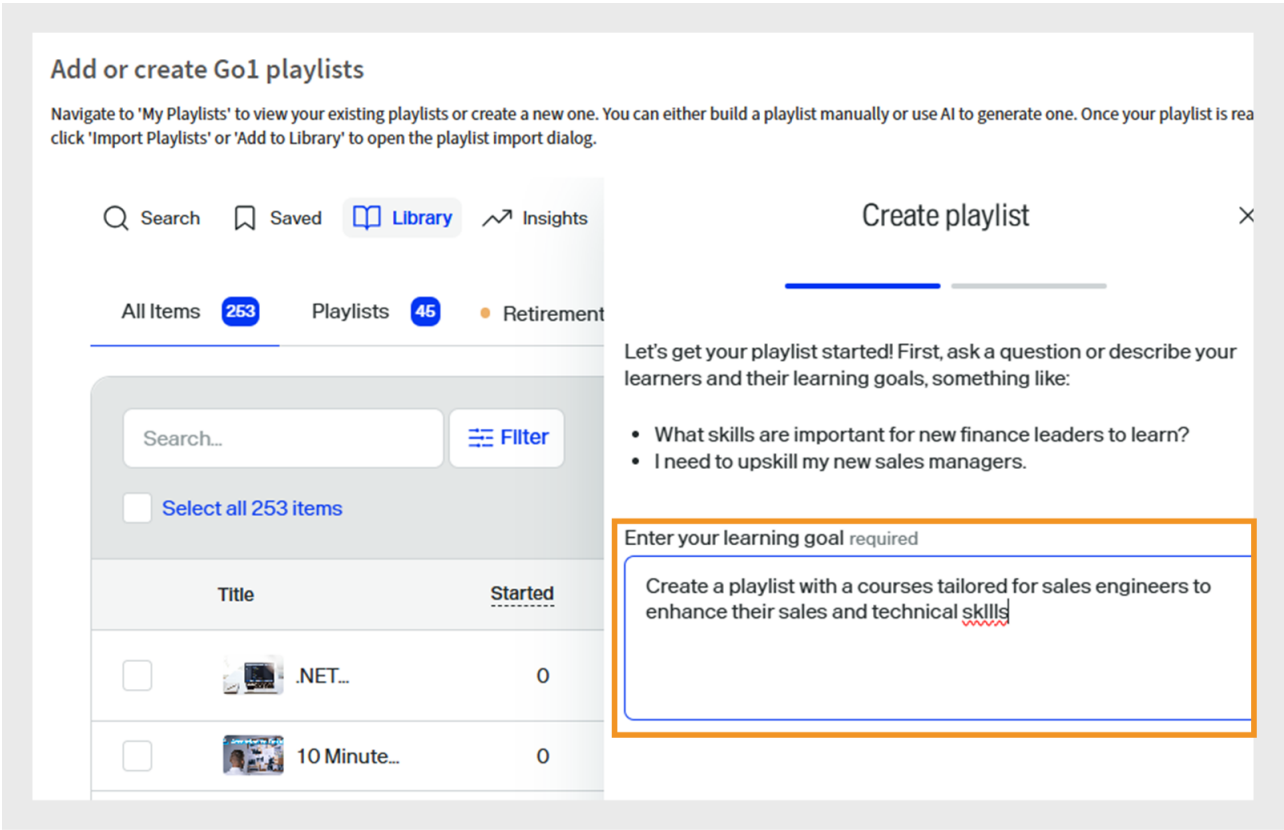 Add or create Go1 playlists
Navigate to 'My Playlists' to view your existing playlists or create a new one. You can either build a playlist manually or use AI to generate one. Once your playlist is rea
click 'Import Playlists' or 'Add to Library' to open the playlist import dialog.
Search
Saved
Library
Insights
All Items 253
Playlists 45
Retirement
Search...
FIlter
Select all 253 items
Title
Started
.NET...
0
10 Minute...
0
Create playlist
Let's get your playlist started! First, ask a question or describe your
learners and their learning goals, something like:
• What skills are important for new finance leaders to learn?
• I need to upskill my new sales managers.
Enter your learning goal required
Create a playlist with a courses tailored for sales engineers to
enhance their sales and technical skIlls